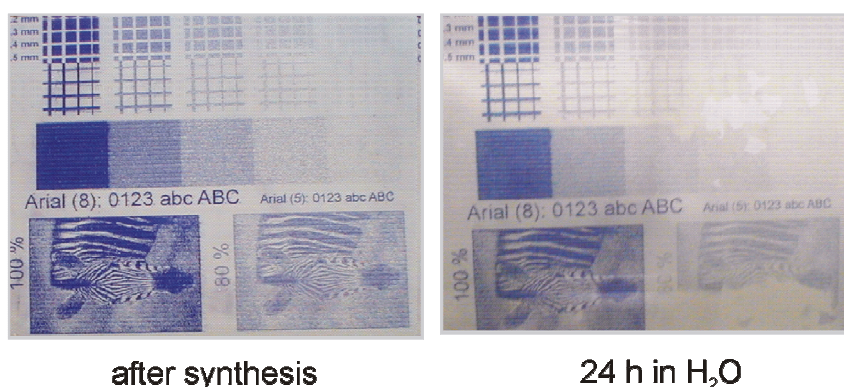 .2 mm
.3 mm
.4 mm
.5 mm
Arial (8): 0123 abc ABC
Arial (5): 0123 abc ABC
100 %
80 %
.3 mm
.4 mm
.5 mm
Arial (8): 0123 abc ABC
Arial (5): 0123 abc ABC
100 %
after synthesis
24 h in H₂O